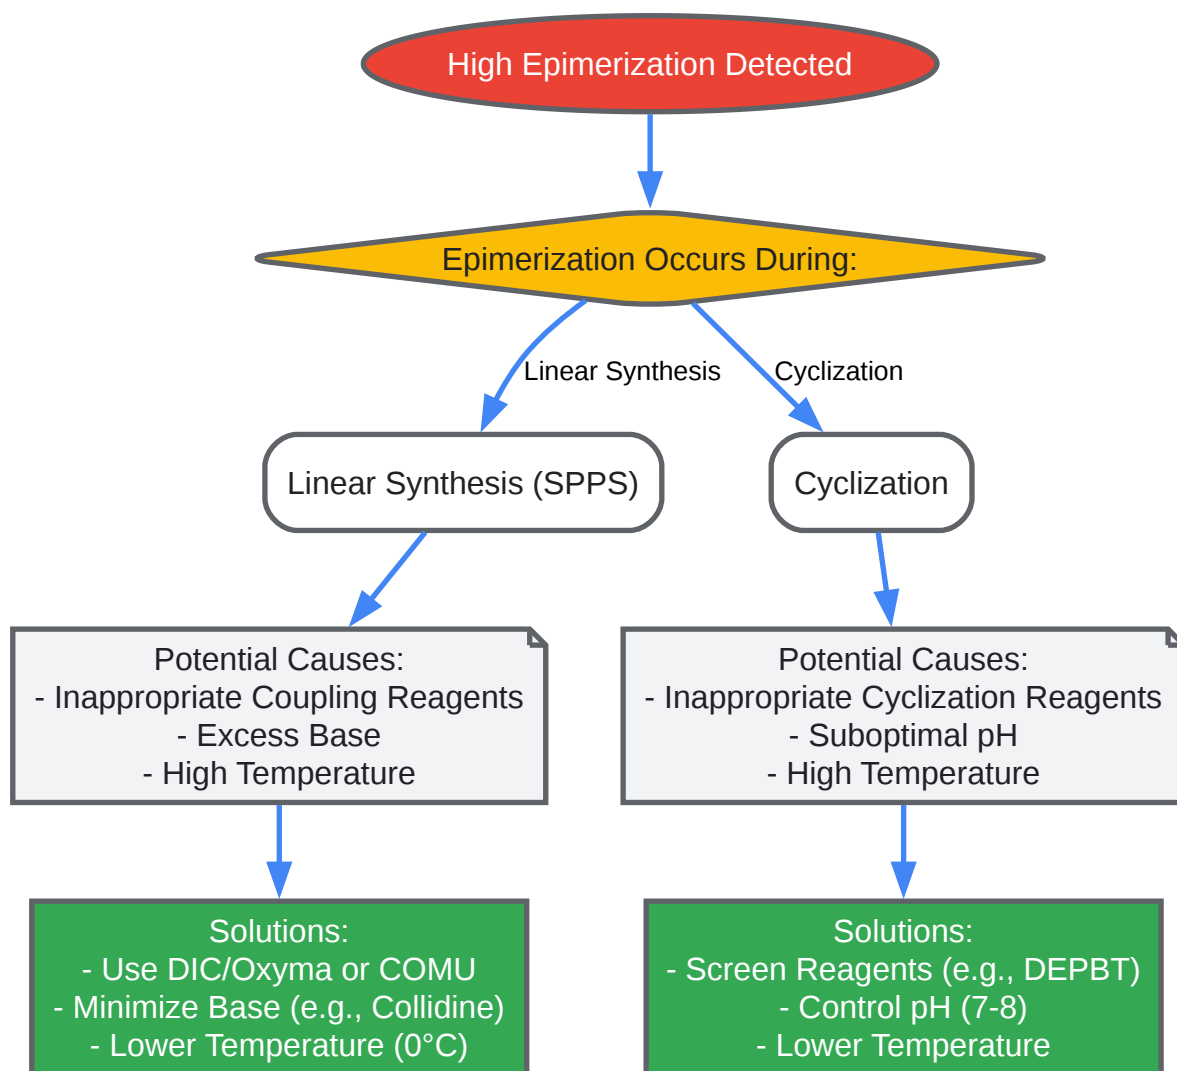 High Epimerization Detected
Epimerization Occurs During:
Linear Synthesis
Cyclization
Linear Synthesis (SPPS)
Cyclization
Potential Causes:
- Inappropriate Coupling Reagents
- Excess Base
- High Temperature
Potential Causes:
- Inappropriate Cyclization Reagents
- Suboptimal pH
- High Temperature
Solutions:
- Use DIC/Oxyma or COMU
- Minimize Base (e.g., Collidine)
- Lower Temperature (0°C)
Solutions:
- Screen Reagents (e.g., DEPBT)
- Control pH (7-8)
- Lower Temperature